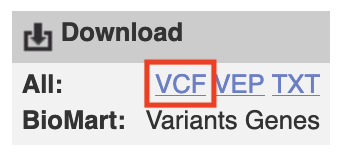 Download
All: VCF VEP TXT
BioMart: Variants Genes